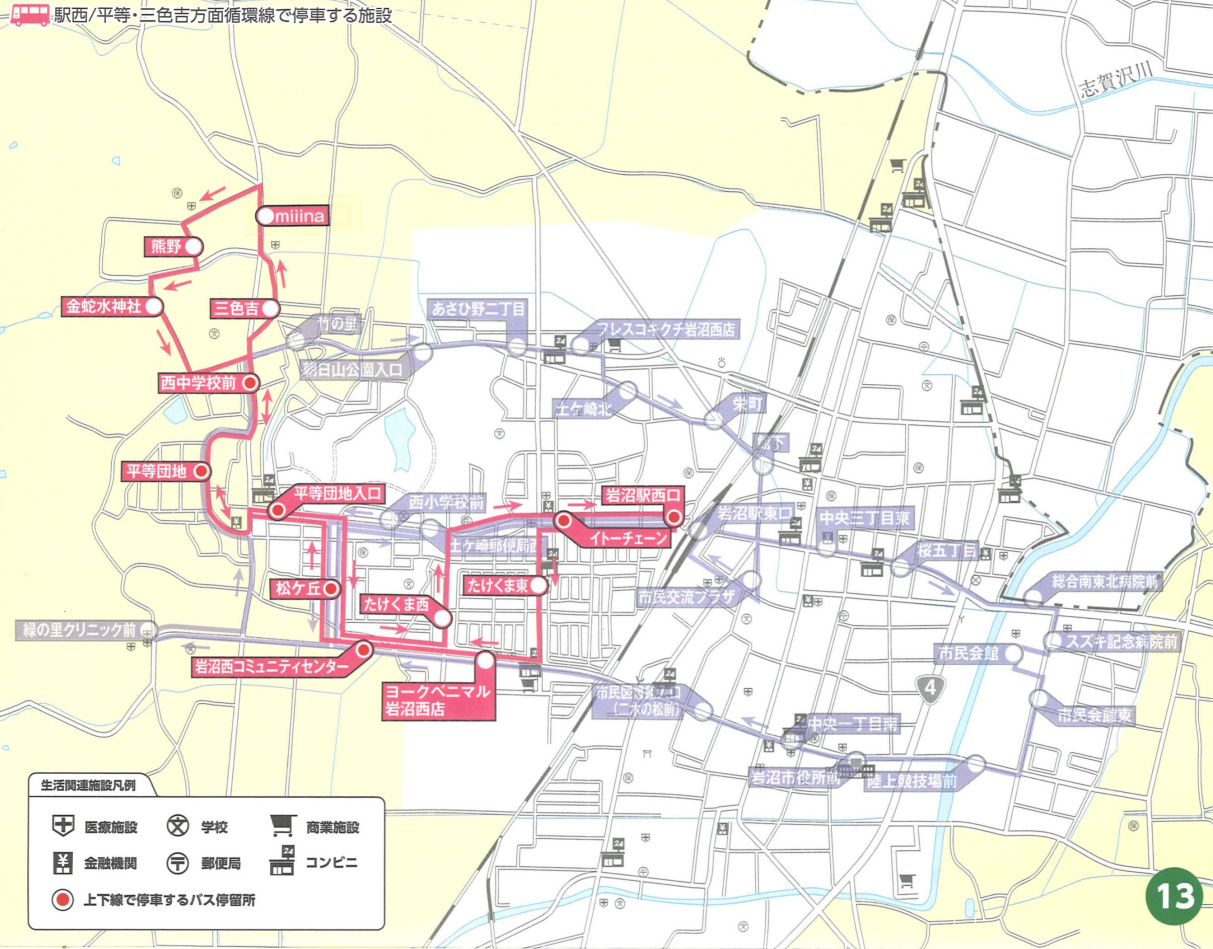 駅西/平等・三色吉方面循環線で停車する施設
志賀沢川
miiina
熊野
金蛇水神社
三色吉
あさひ野二丁目
竹の里
フレスコキクチ岩沼西店
朝日山公園入口
西中学校前
土ケ崎北
栄町
平等団地
平等団地入口
西小学校前
岩沼駅西口
岩沼駅東口
中央三丁目東
イトーチェーン
桜五丁目
松ケ丘
たけくま東
たけくま西
市民交流プラザ
総合南東北病院前
緑の里クリニック前
スズキ記念病院前
市民会館
岩沼西コミュニティセンター
ヨークベニマル
岩沼西店
4
(二木の松前)
市民会館東
中央一丁目南
岩沼市役所前
陸上競技場前
生活関連施設凡例
医療施設
学校
商業施設
金融機関
郵便局
コンビニ
上下線で停車するバス停留所
13